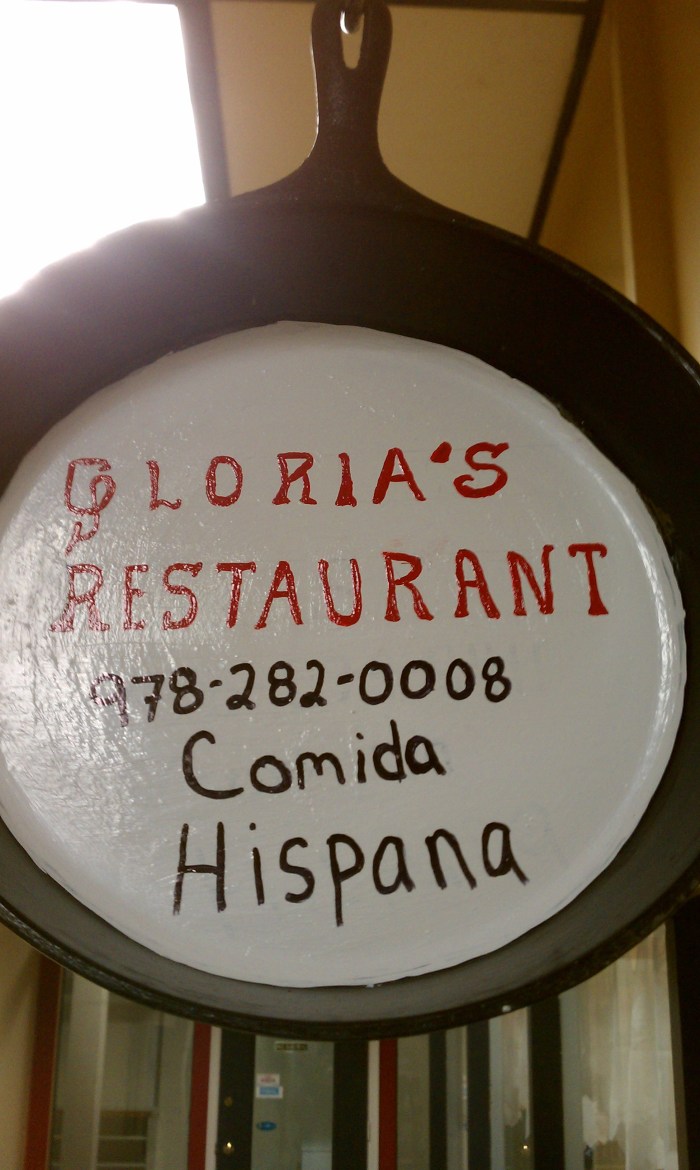 GLORIA'S
RESTAURANT
978-282-0008
Comida
Hispana